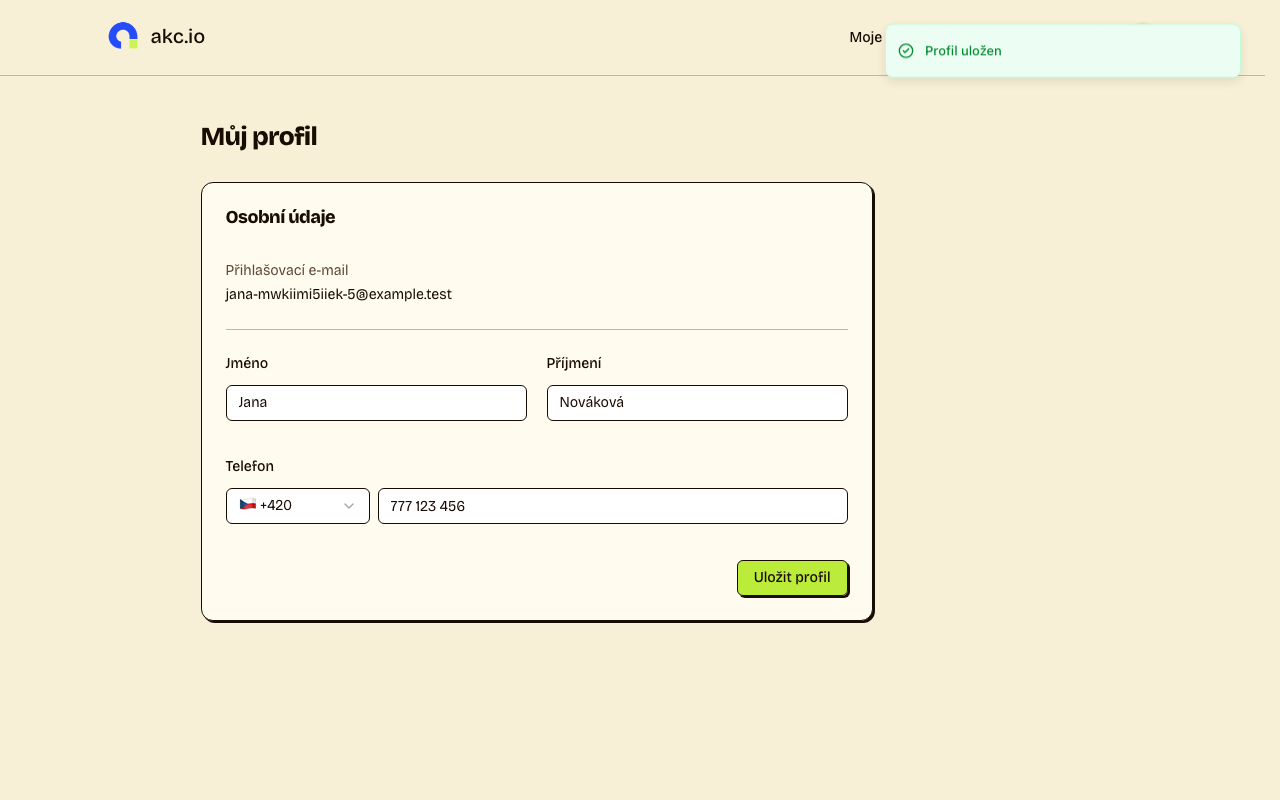 akc.io
Moje
Profil uložen
Můj profil
Osobní údaje
Přihlašovací e-mail
jana-mwkiimi5iiek-5@example.test
Jméno
Příjmení
Jana
Nováková
Telefon
+420
777 123 456
Uložit profil